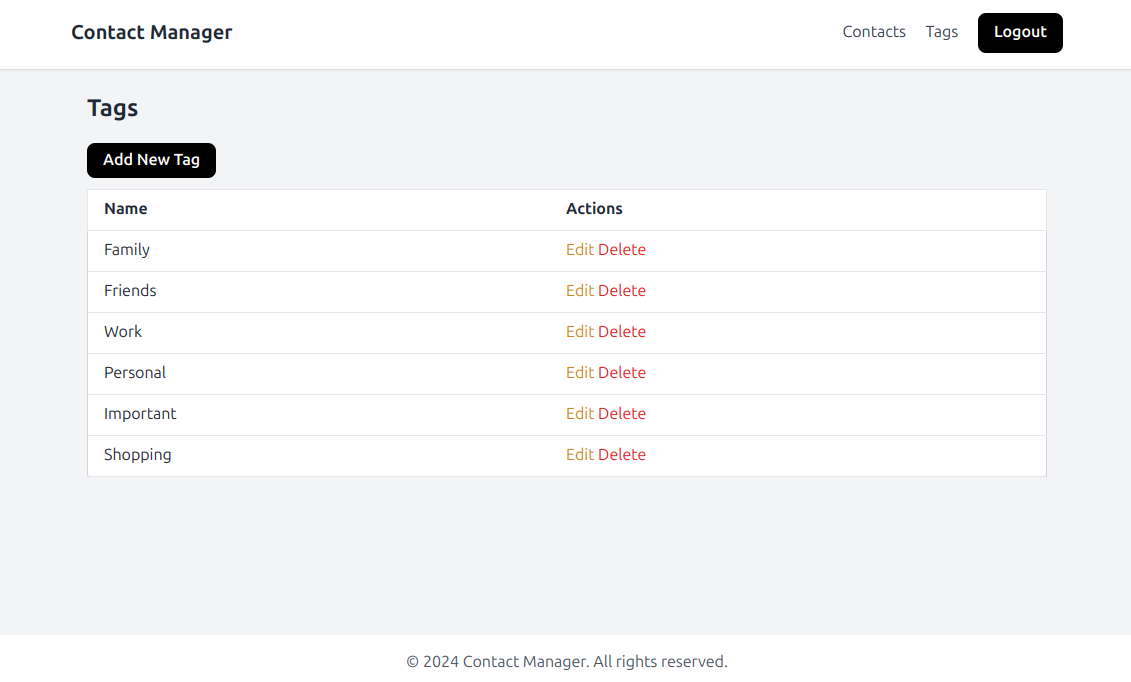 Contact Manager Contacts Tags Logout
Tags
Add New Tag
Name Actions
Family Edit Delete
Friends Edit Delete
Work Edit Delete
Personal Edit Delete
Important Edit Delete
Shopping Edit Delete
© 2024 Contact Manager. All rights reserved.